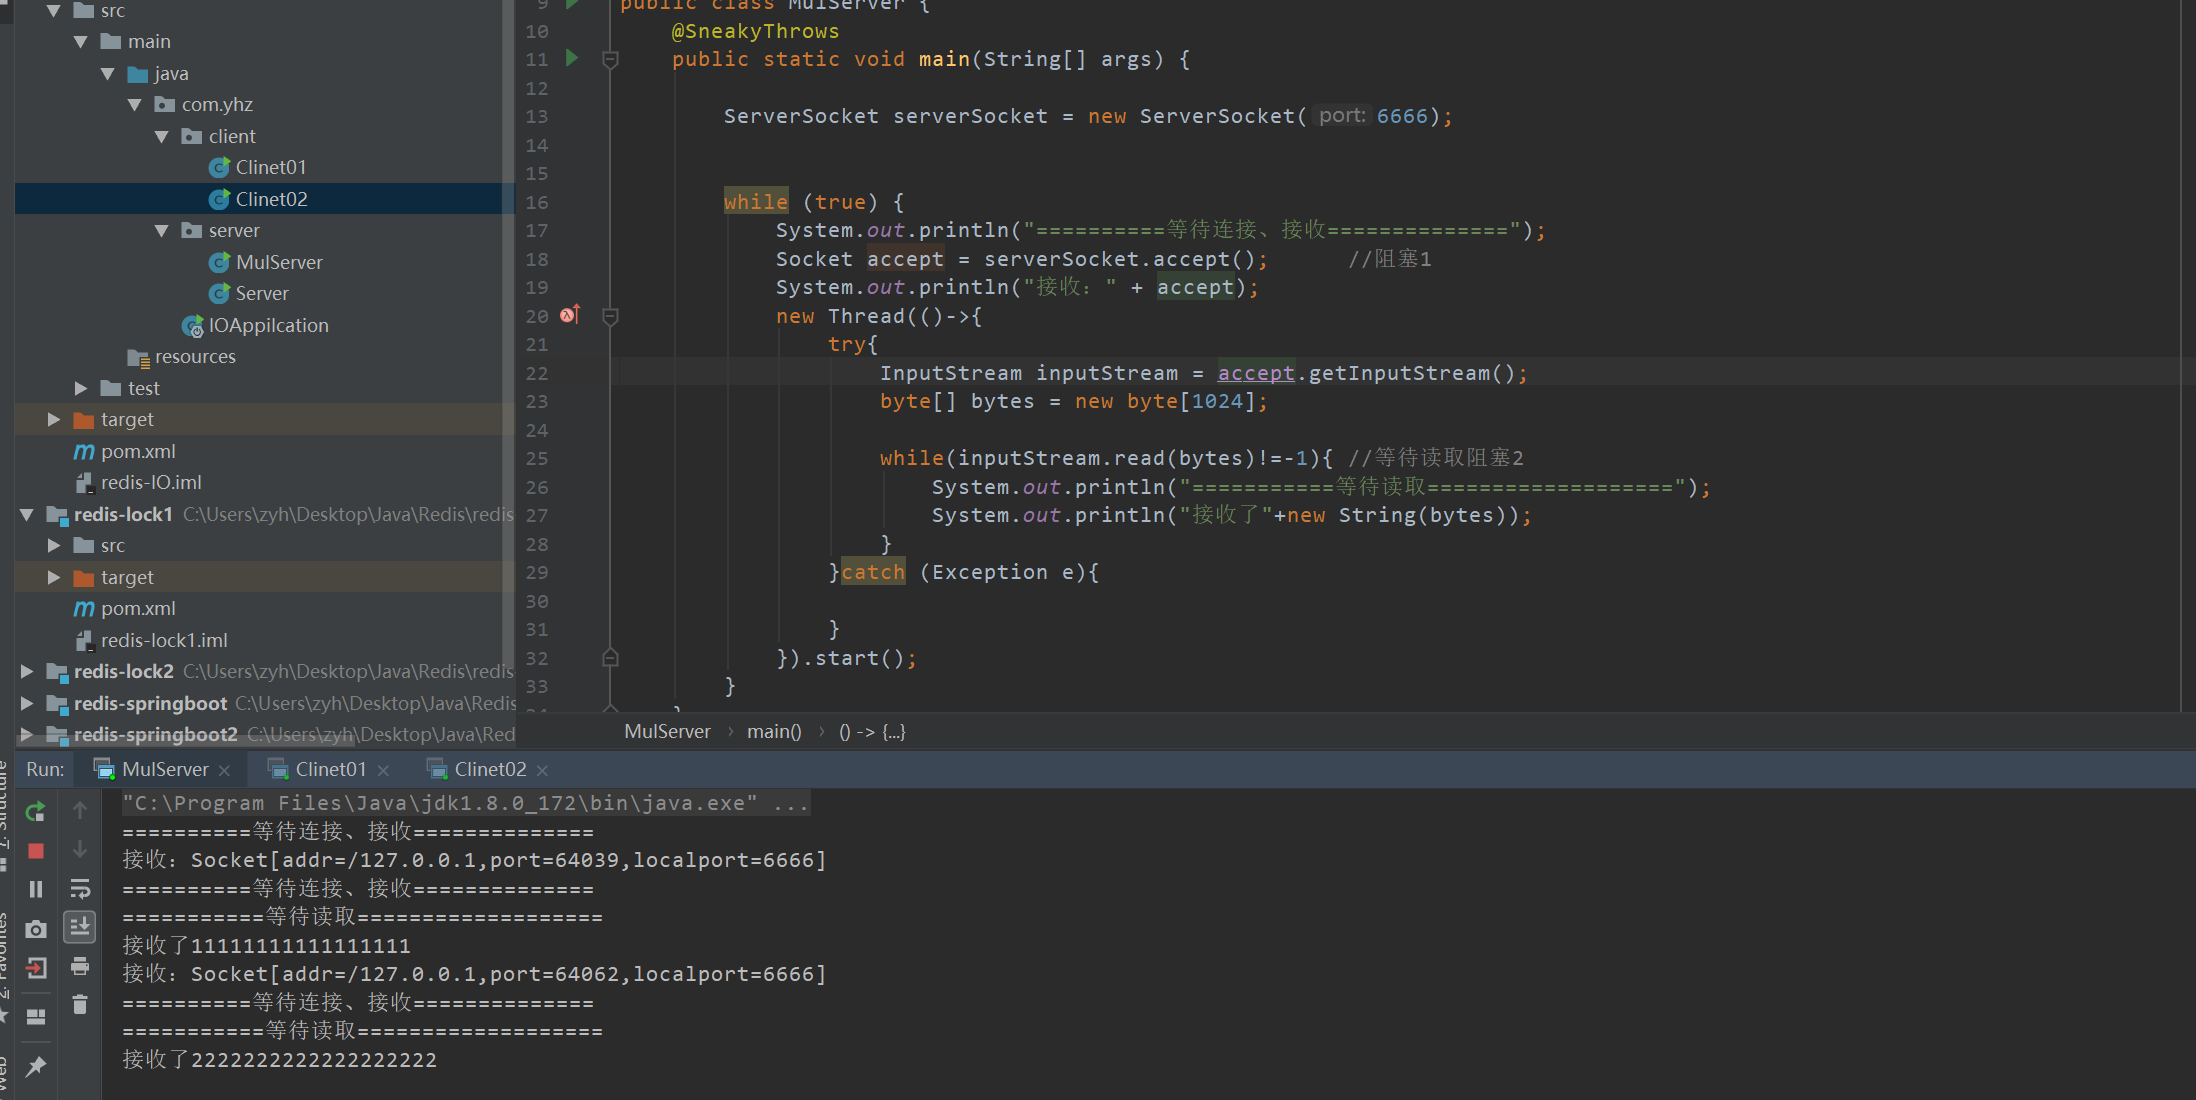 src
main
java
com.yhz
client
Clinet01
Clinet02
server
MulServer
Server
IOAppilcation
resources
test
target
pom.xml
redis-IO.iml
redis-lock1 C:\Users\zyh\Desktop\Java\Redis\redis
src
target
pom.xml
redis-lock1.iml
redis-lock2 C:\Users\zyh\Desktop\Java\Redis\redis
redis-springboot C:\Users\zyh\Desktop\Java\Redis
redis-springboot2 C:\Users\zyh\Desktop\Java\Red
9 public class MulServer {
10 @SneakyThrows
11 public static void main(String[] args) {
12
13 ServerSocket serverSocket = new ServerSocket( port: 6666);
14
15
16 while (true) {
17 System.out.println("==========等待连接、接收==============");
18 Socket accept = serverSocket.accept(); //阻塞1
19 System.out.println("接收：" + accept);
20 new Thread(()->{
21 try{
22 InputStream inputStream = accept.getInputStream();
23 byte[] bytes = new byte[1024];
24
25 while(inputStream.read(bytes)!=-1){ //等待读取阻塞2
26 System.out.println("===========等待读取===================");
27 System.out.println("接收了"+new String(bytes));
28 }
29 }catch (Exception e){
30
31 }
32 }).start();
33 }
MulServer › main() › () -> {...}
Run: MulServer × Clinet01 × Clinet02 ×
"C:\Program Files\Java\jdk1.8.0_172\bin\java.exe" ...
==========等待连接、接收==============
接收：Socket[addr=/127.0.0.1,port=64039,localport=6666]
==========等待连接、接收==============
===========等待读取===================
接收了11111111111111111
接收：Socket[addr=/127.0.0.1,port=64062,localport=6666]
==========等待连接、接收==============
===========等待读取===================
接收了2222222222222222222
7: Structure
2: Favorites
Web